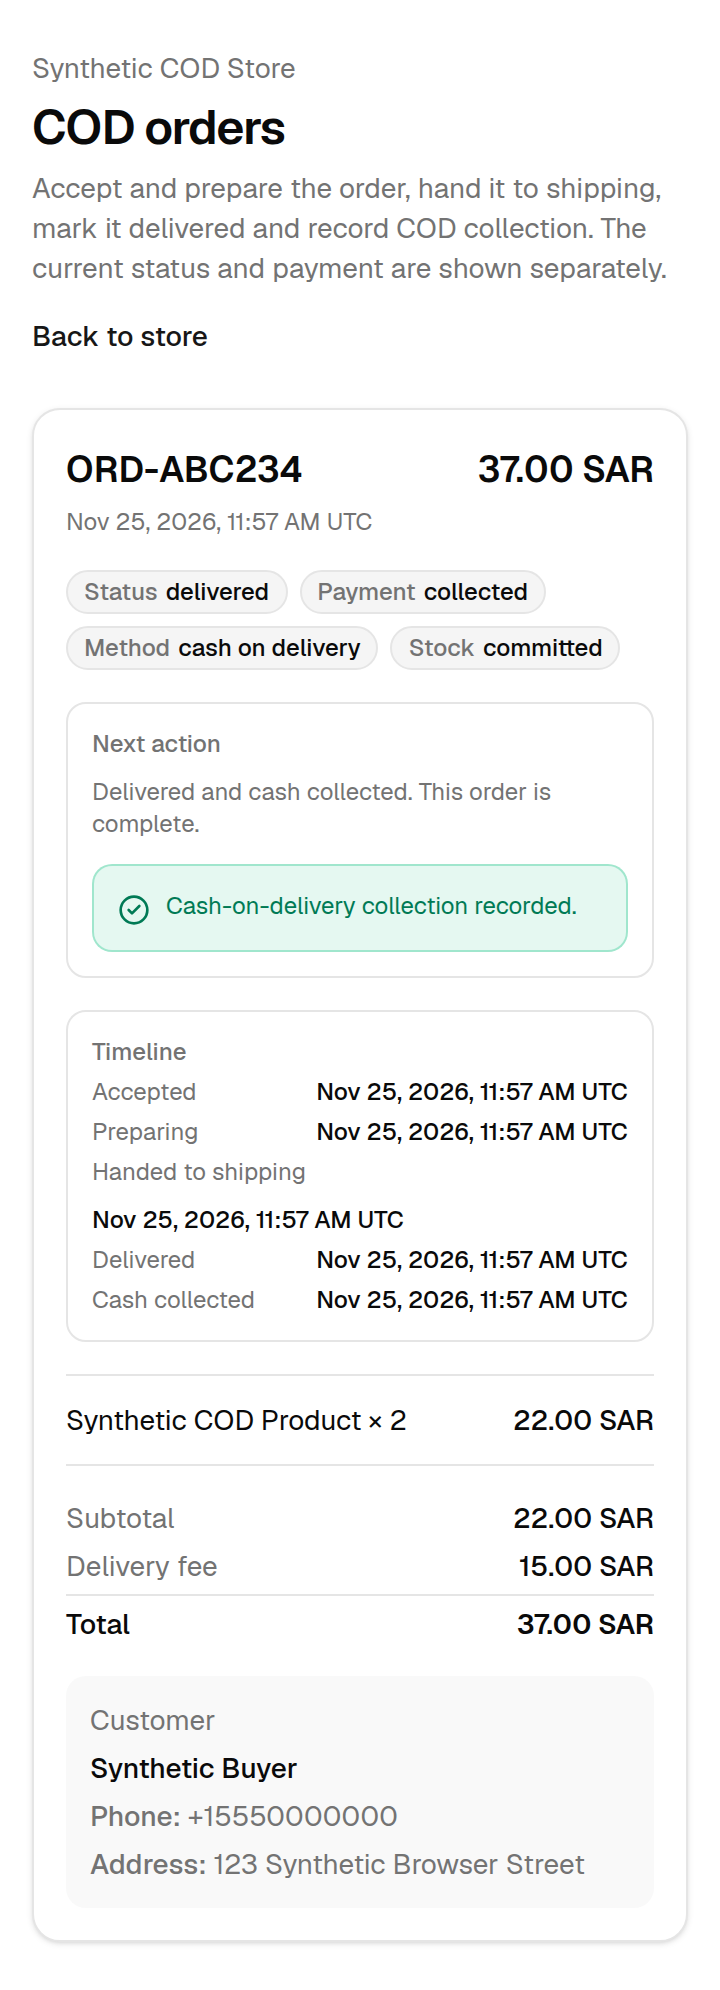 Synthetic COD Store
COD orders
Accept and prepare the order, hand it to shipping,
mark it delivered and record COD collection. The
current status and payment are shown separately.
Back to store
ORD-ABC234 37.00 SAR
Nov 25, 2026, 11:57 AM UTC
Status delivered Payment collected
Method cash on delivery Stock committed
Next action
Delivered and cash collected. This order is
complete.
Cash-on-delivery collection recorded.
Timeline
Accepted Nov 25, 2026, 11:57 AM UTC
Preparing Nov 25, 2026, 11:57 AM UTC
Handed to shipping
Nov 25, 2026, 11:57 AM UTC
Delivered Nov 25, 2026, 11:57 AM UTC
Cash collected Nov 25, 2026, 11:57 AM UTC
Synthetic COD Product × 2 22.00 SAR
Subtotal 22.00 SAR
Delivery fee 15.00 SAR
Total 37.00 SAR
Customer
Synthetic Buyer
Phone: +15550000000
Address: 123 Synthetic Browser Street